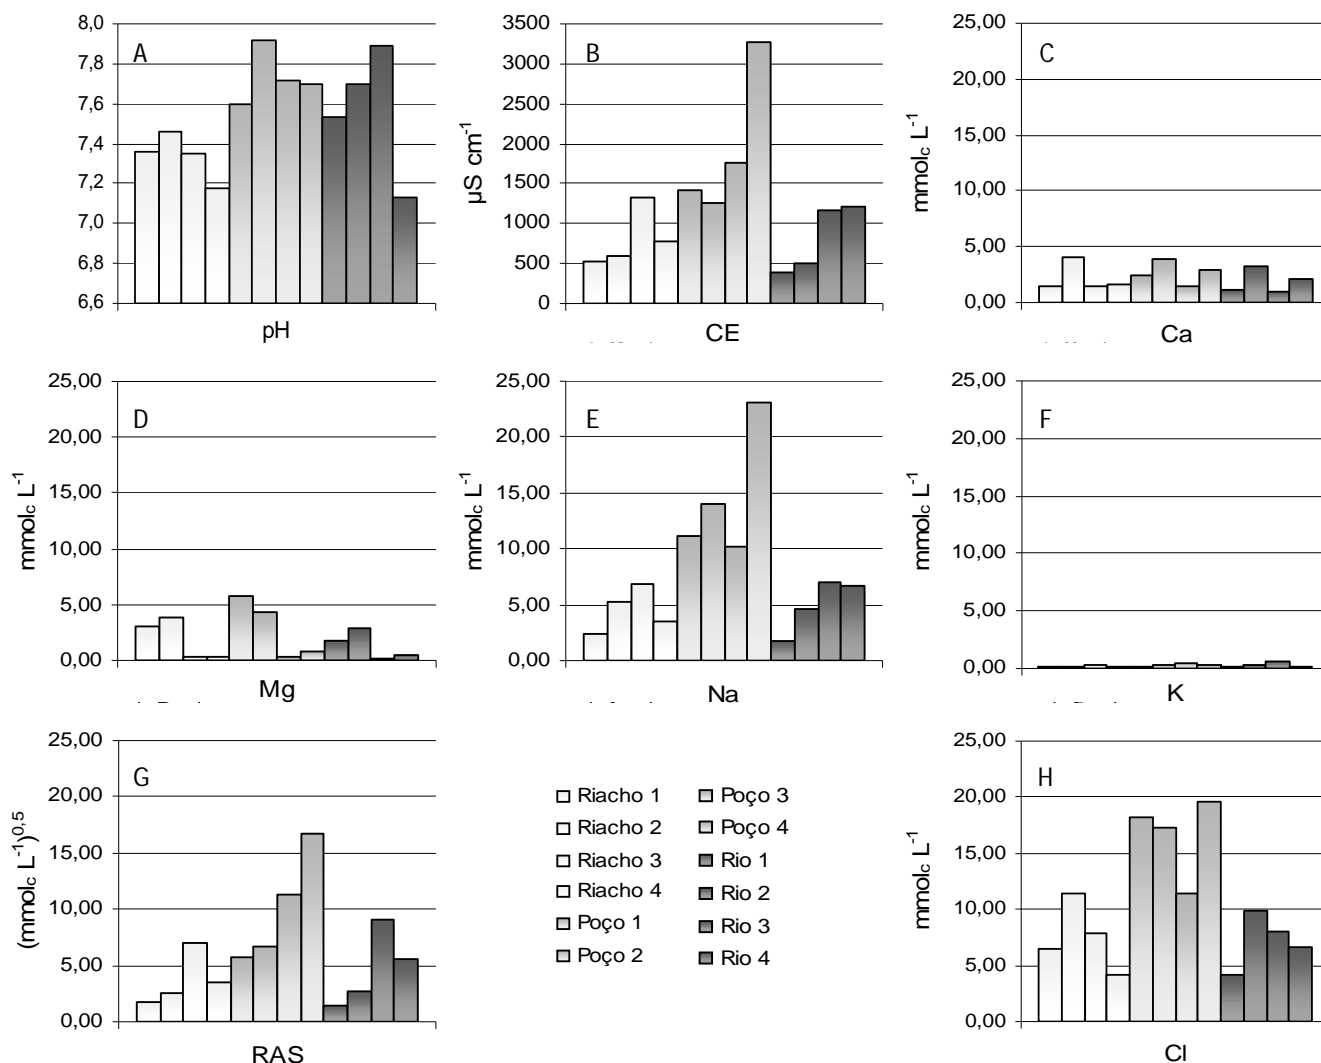 A
8,0
7,8
7,6
7,4
7,2
7,0
6,8
6,6
pH
B
3500
3000
2500
2000
1500
1000
500
0
µS cm-1
CE
C
25,00
20,00
15,00
10,00
5,00
0,00
mmolc L-1
Ca
D
25,00
20,00
15,00
10,00
5,00
0,00
mmolc L-1
Mg
E
25,00
20,00
15,00
10,00
5,00
0,00
mmolc L-1
Na
F
25,00
20,00
15,00
10,00
5,00
0,00
mmolc L-1
K
G
25,00
20,00
15,00
10,00
5,00
0,00
(mmolc L-1)0,5
RAS
Riacho 1
Riacho 2
Riacho 3
Riacho 4
Poço 1
Poço 2
Poço 3
Poço 4
Rio 1
Rio 2
Rio 3
Rio 4
H
25,00
20,00
15,00
10,00
5,00
0,00
mmolc L-1
Cl